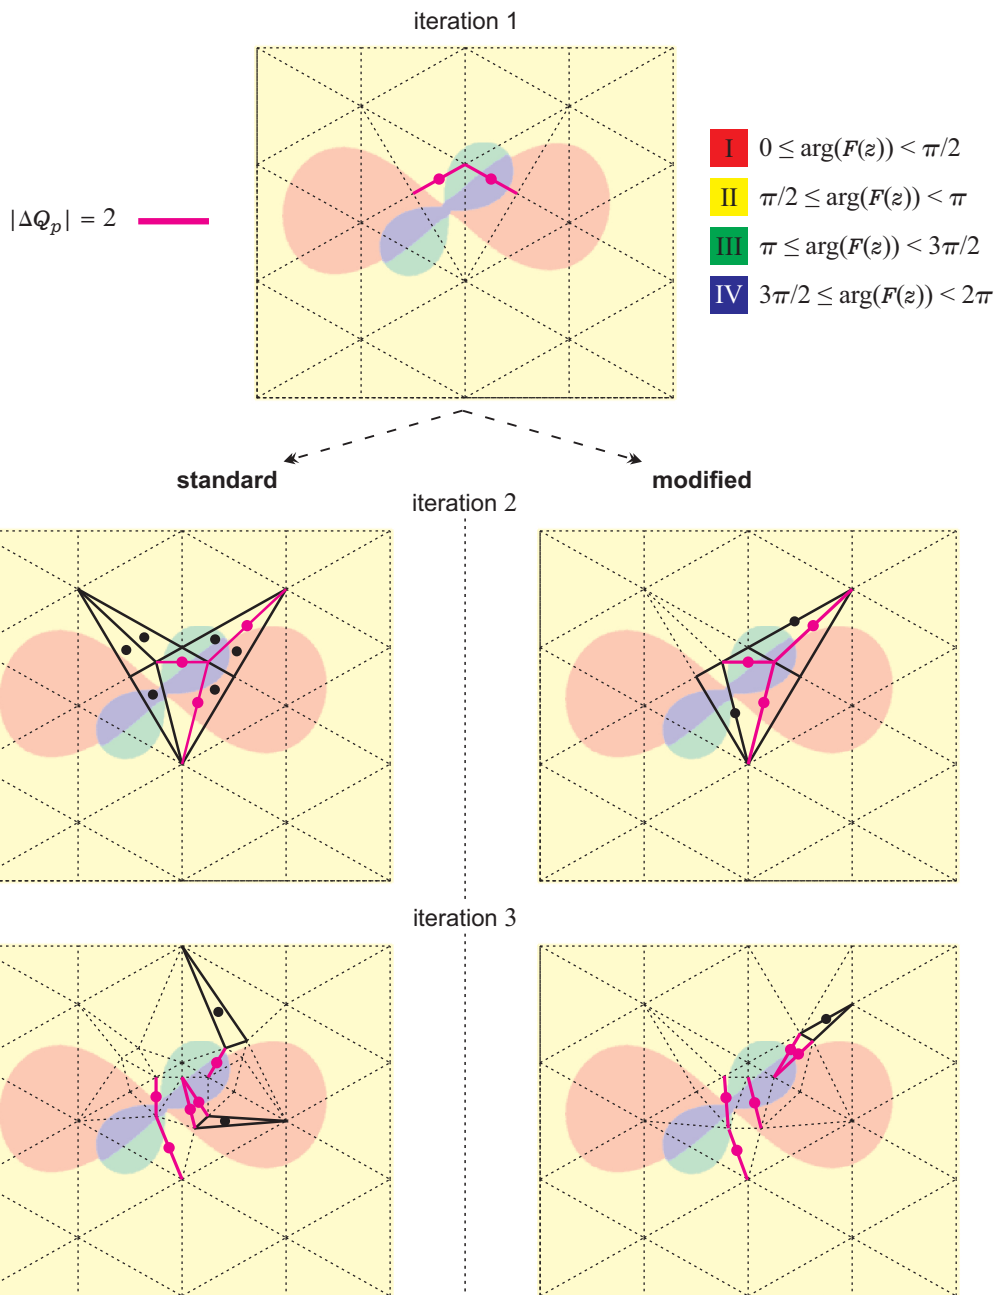 iteration 1
|ΔQ_p| = 2
I 0 ≤ arg(F(z)) < π/2
II π/2 ≤ arg(F(z)) < π
III π ≤ arg(F(z)) < 3π/2
IV 3π/2 ≤ arg(F(z)) < 2π
standard modified
iteration 2
iteration 3